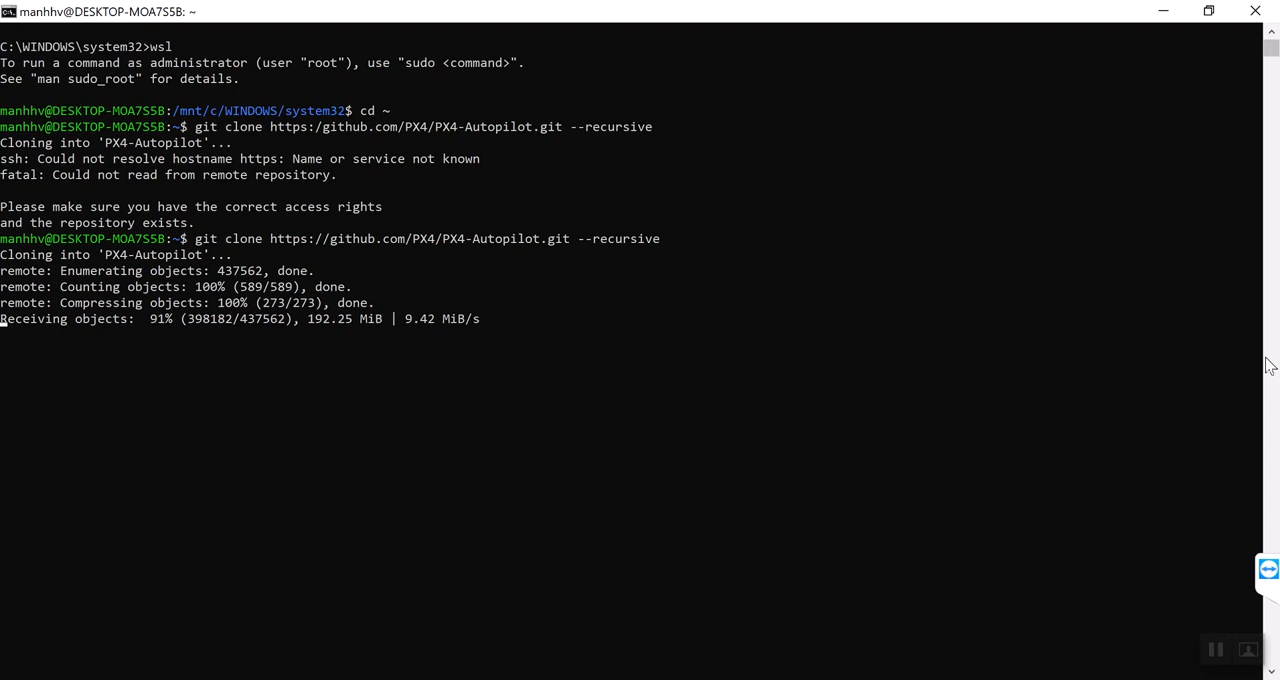 manhhv@DESKTOP-MOA7S5B: ~
C:\WINDOWS\system32>wsl
To run a command as administrator (user "root"), use "sudo <command>".
See "man sudo_root" for details.
manhhv@DESKTOP-MOA7S5B:/mnt/c/WINDOWS/system32$ cd ~
manhhv@DESKTOP-MOA7S5B:~$ git clone https:/github.com/PX4/PX4-Autopilot.git --recursive
Cloning into 'PX4-Autopilot'...
ssh: Could not resolve hostname https: Name or service not known
fatal: Could not read from remote repository.
Please make sure you have the correct access rights
and the repository exists.
manhhv@DESKTOP-MOA7S5B:~$ git clone https://github.com/PX4/PX4-Autopilot.git --recursive
Cloning into 'PX4-Autopilot'...
remote: Enumerating objects: 437562, done.
remote: Counting objects: 100% (589/589), done.
remote: Compressing objects: 100% (273/273), done.
Receiving objects:  91% (398182/437562), 192.25 MiB | 9.42 MiB/s